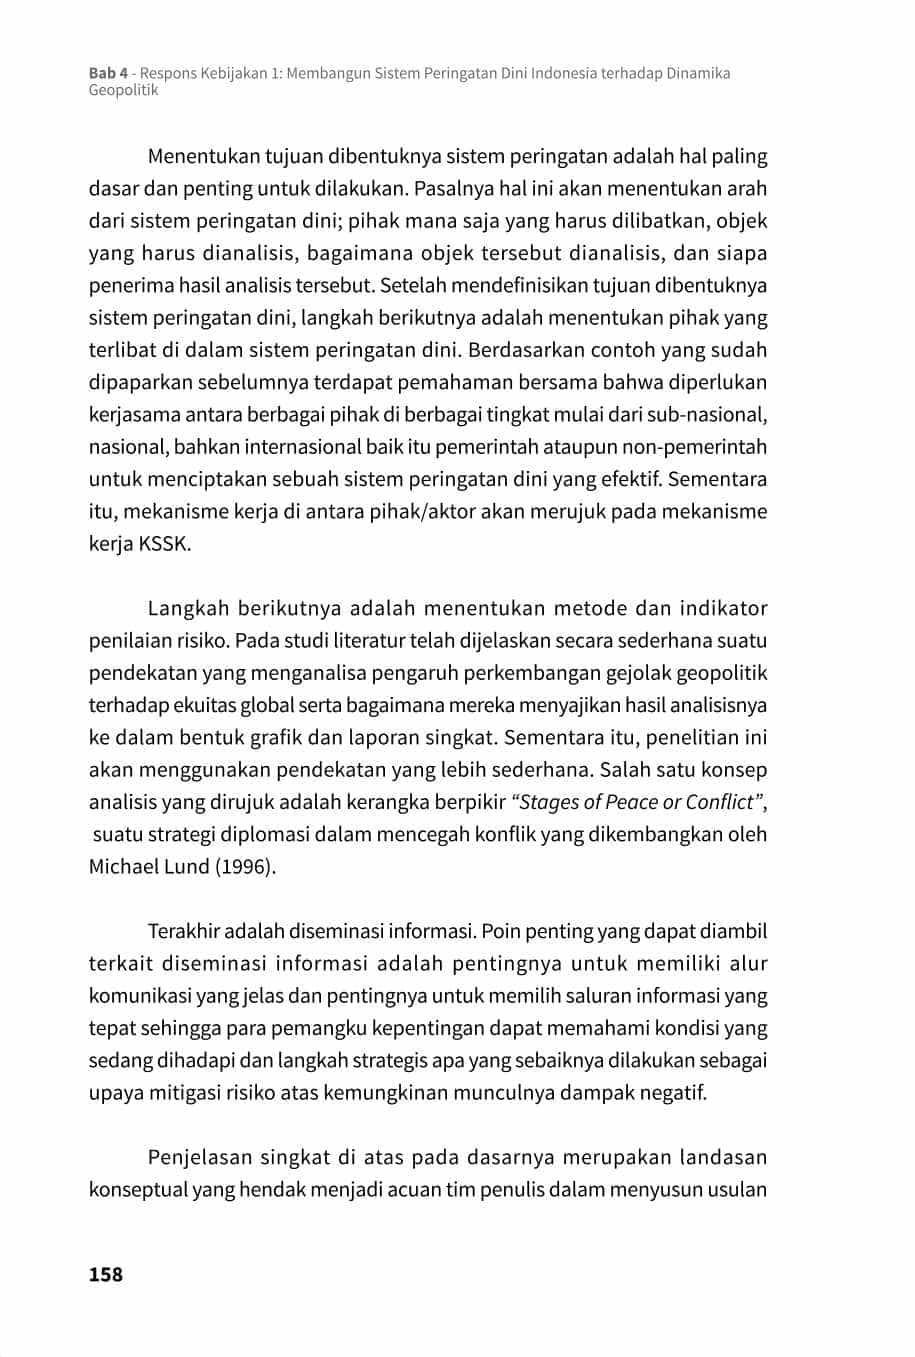 Bab 4 - Respons Kebijakan 1: Membangun Sistem Peringatan Dini Indonesia terhadap Dinamika
Geopolitik
Menentukan tujuan dibentuknya sistem peringatan adalah hal paling
dasar dan penting untuk dilakukan. Pasalnya hal ini akan menentukan arah
dari sistem peringatan dini; pihak mana saja yang harus dilibatkan, objek
yang harus dianalisis, bagaimana objek tersebut dianalisis, dan siapa
penerima hasil analisis tersebut. Setelah mendefinisikan tujuan dibentuknya
sistem peringatan dini, langkah berikutnya adalah menentukan pihak yang
terlibat di dalam sistem peringatan dini. Berdasarkan contoh yang sudah
dipaparkan sebelumnya terdapat pemahaman bersama bahwa diperlukan
kerjasama antara berbagai pihak di berbagai tingkat mulai dari sub-nasional,
nasional, bahkan internasional baik itu pemerintah ataupun non-pemerintah
untuk menciptakan sebuah sistem peringatan dini yang efektif. Sementara
itu, mekanisme kerja di antara pihak/aktor akan merujuk pada mekanisme
kerja KSSK.
Langkah berikutnya adalah menentukan metode dan indikator
penilaian risiko. Pada studi literatur telah dijelaskan secara sederhana suatu
pendekatan yang menganalisa pengaruh perkembangan gejolak geopolitik
terhadap ekuitas global serta bagaimana mereka menyajikan hasil analisisnya
ke dalam bentuk grafik dan laporan singkat. Sementara itu, penelitian ini
akan menggunakan pendekatan yang lebih sederhana. Salah satu konsep
analisis yang dirujuk adalah kerangka berpikir “Stages of Peace or Conflict”,
suatu strategi diplomasi dalam mencegah konflik yang dikembangkan oleh
Michael Lund (1996).
Terakhir adalah diseminasi informasi. Poin penting yang dapat diambil
terkait diseminasi informasi adalah pentingnya untuk memiliki alur
komunikasi yang jelas dan pentingnya untuk memilih saluran informasi yang
tepat sehingga para pemangku kepentingan dapat memahami kondisi yang
sedang dihadapi dan langkah strategis apa yang sebaiknya dilakukan sebagai
upaya mitigasi risiko atas kemungkinan munculnya dampak negatif.
Penjelasan singkat di atas pada dasarnya merupakan landasan
konseptual yang hendak menjadi acuan tim penulis dalam menyusun usulan
158